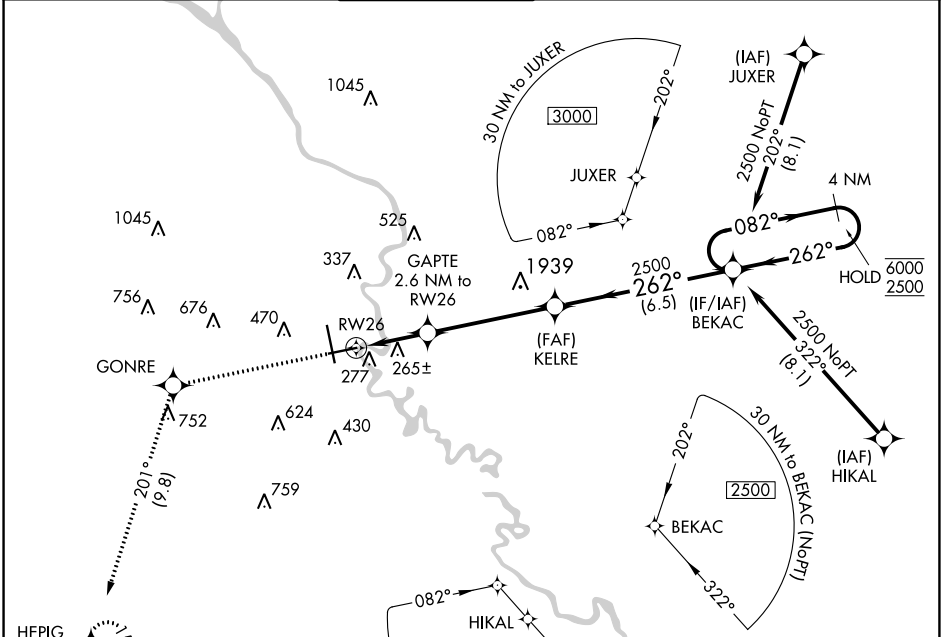 (IAF)
JUXER
1045
30 NM to JUXER
3000
202°
2500 NoPT
202°
(8.1)
JUXER
4 NM
082°
1045
525
082°
262°
337
GAPTE
2.6 NM to
RW26
1939
2500
262°
(6.5)
HOLD
6000
2500
756
676
470
RW26
(IF/IAF)
BEKAC
(FAF)
KELRE
GONRE
277
265±
2500 NoPT
322°
(8.1)
752
624
430
202°
30 NM to BEKAC (NoPT)
(IAF)
HIKAL
201°
(9.8)
759
2500
BEKAC
322°
082°
HIKAL
HEPIG